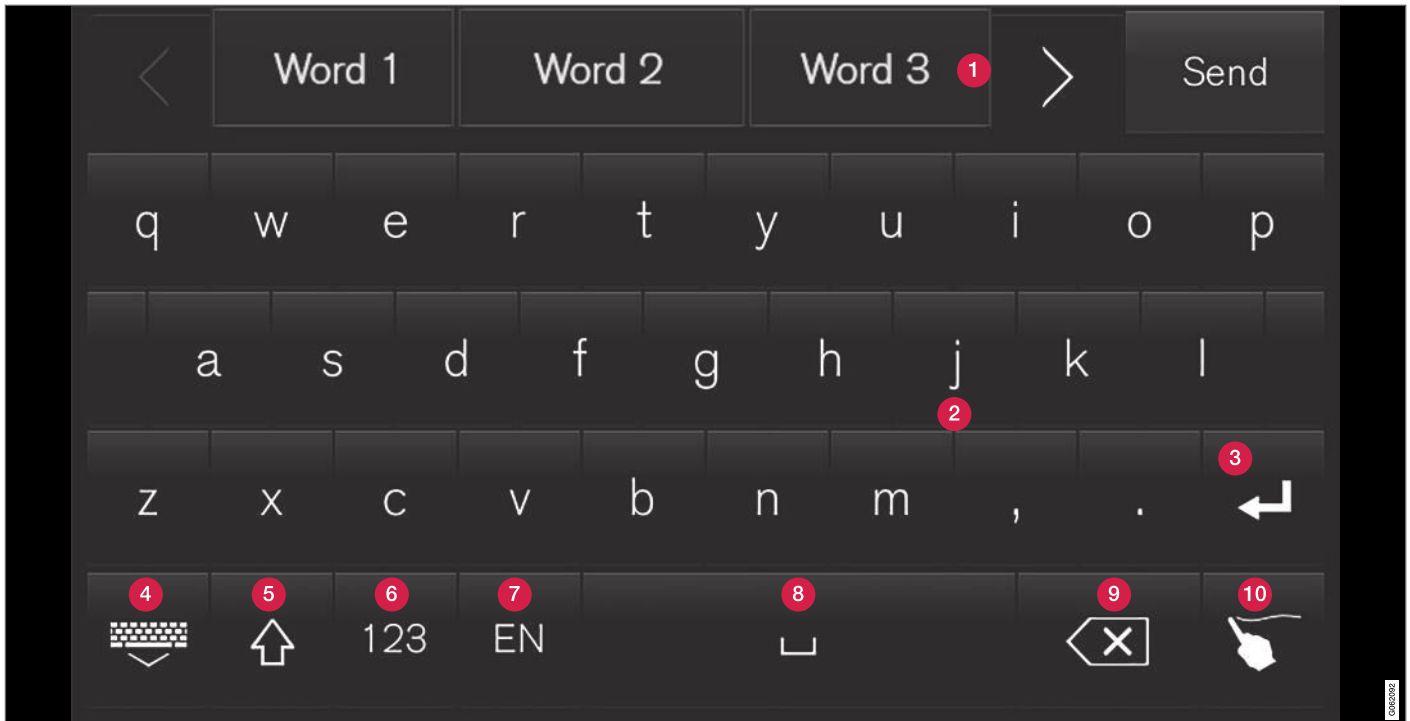 Word 1 Word 2 Word 3 1 Send
q w e r t y u i o p
a s d f g h j k l
2
3
z x c v b n m , .
4 5 6 7 8 9 10
123 EN
G062092